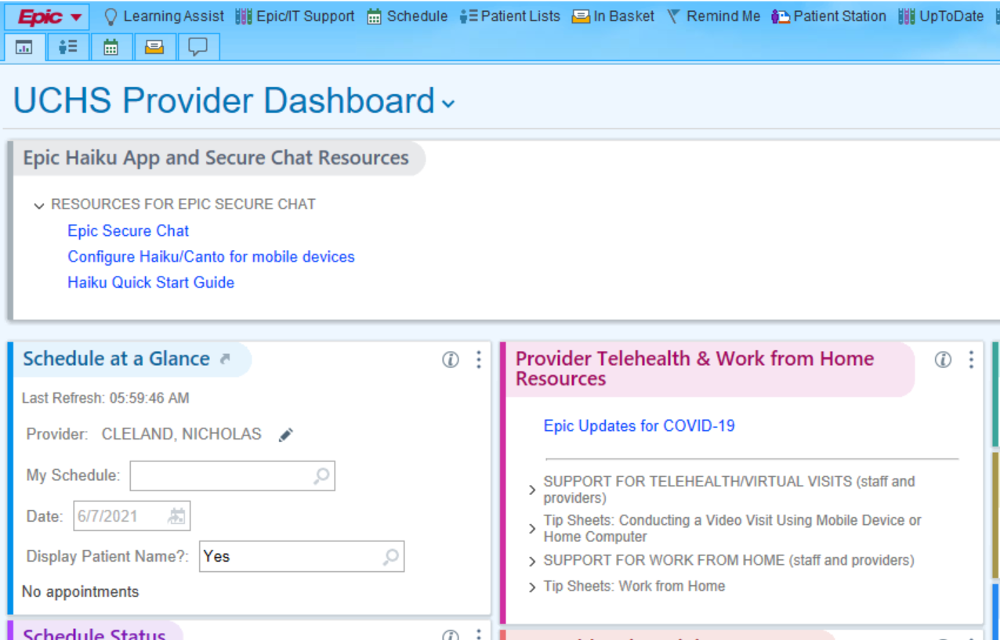 Epic Learning Assist Epic/IT Support Schedule Patient Lists In Basket Remind Me Patient Station UpToDate
UCHS Provider Dashboard
Epic Haiku App and Secure Chat Resources
RESOURCES FOR EPIC SECURE CHAT
Epic Secure Chat
Configure Haiku/Canto for mobile devices
Haiku Quick Start Guide
Schedule at a Glance
Last Refresh: 05:59:46 AM
Provider: CLELAND, NICHOLAS
My Schedule:
Date: 6/7/2021
Display Patient Name?: Yes
No appointments
Schedule Status
Provider Telehealth & Work from Home
Resources
Epic Updates for COVID-19
SUPPORT FOR TELEHEALTH/VIRTUAL VISITS (staff and
providers)
Tip Sheets: Conducting a Video Visit Using Mobile Device or
Home Computer
SUPPORT FOR WORK FROM HOME (staff and providers)
Tip Sheets: Work from Home